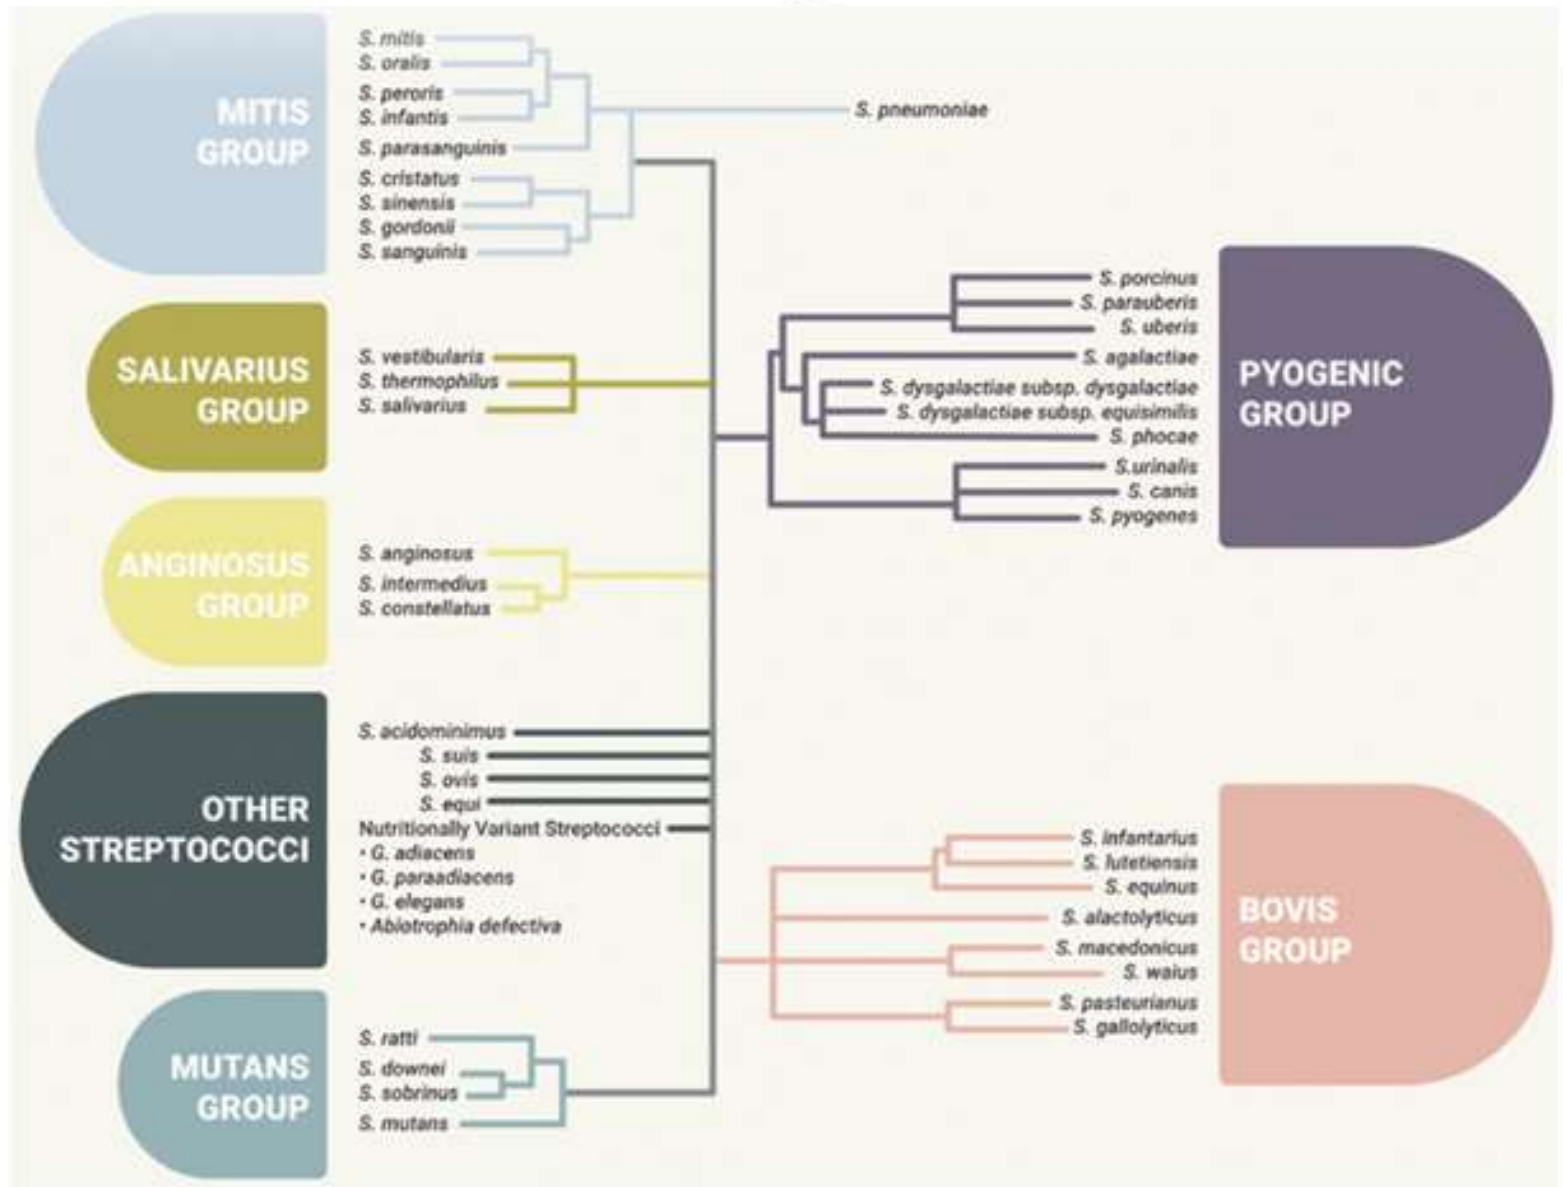 MITIS
GROUP
S. mitis
S. oralis
S. peroris
S. infantis
S. parasanguinis
S. cristatus
S. sinensis
S. gordonii
S. sanguinis
S. pneumoniae
SALIVARIUS
GROUP
S. vestibularis
S. thermophilus
S. salivarius
ANGINOSUS
GROUP
S. anginosus
S. intermedius
S. constellatus
OTHER
STREPTOCOCCI
S. acidominimus
S. suis
S. ovis
S. equi
Nutritionally Variant Streptococci
• G. adiacens
• G. paraadiacens
• G. elegans
• Abiotrophia defectiva
MUTANS
GROUP
S. ratti
S. downei
S. sobrinus
S. mutans
S. porcinus
S. parauberis
S. uberis
S. agalactiae
S. dysgalactiae subsp. dysgalactiae
S. dysgalactiae subsp. equisimilis
S. phocae
S.urinalis
S. canis
S. pyogenes
PYOGENIC
GROUP
S. infantarius
S. lutetiensis
S. equinus
S. alactolyticus
S. macedonicus
S. waius
S. pasteurianus
S. gallolyticus
BOVIS
GROUP